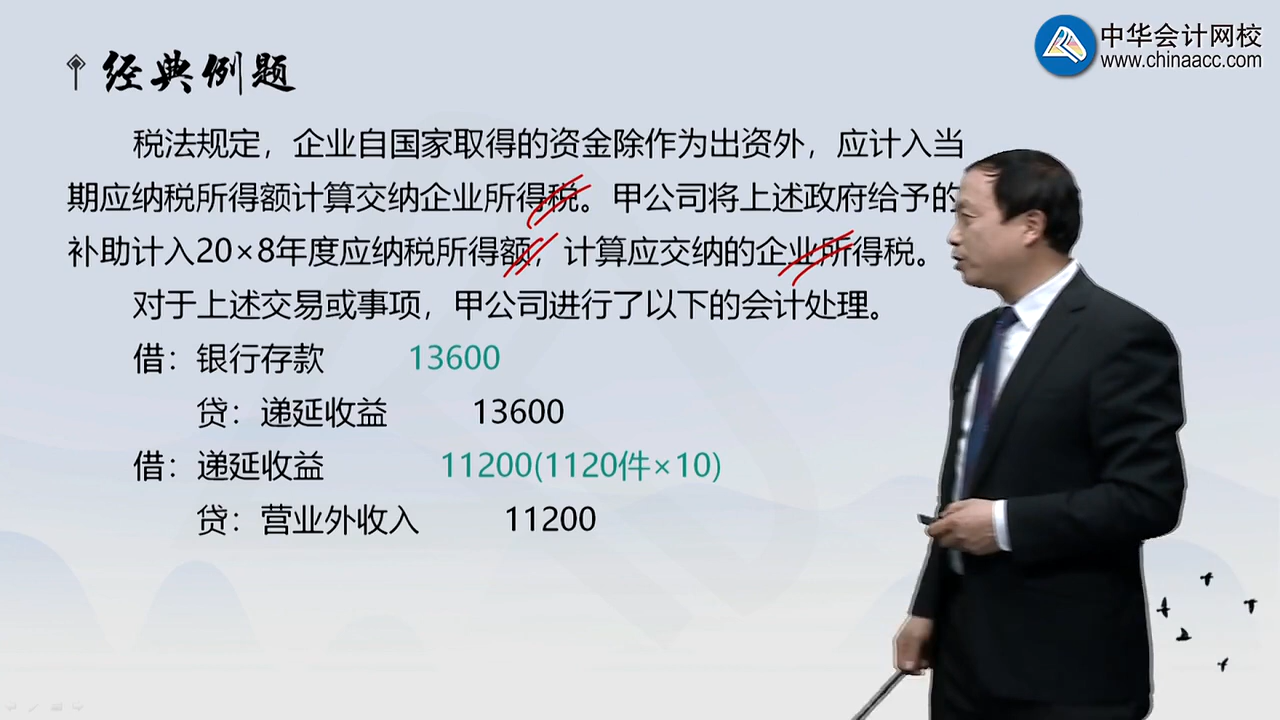 中华会计网校
www.chinaacc.com
经典例题
税法规定，企业自国家取得的资金除作为出资外，应计入当
期应纳税所得额计算交纳企业所得税。甲公司将上述政府给予的
补助计入20×8年度应纳税所得额，计算应交纳的企业所得税。
对于上述交易或事项，甲公司进行了以下的会计处理。
借：银行存款 13600
贷：递延收益 13600
借：递延收益 11200(1120件×10)
贷：营业外收入 11200